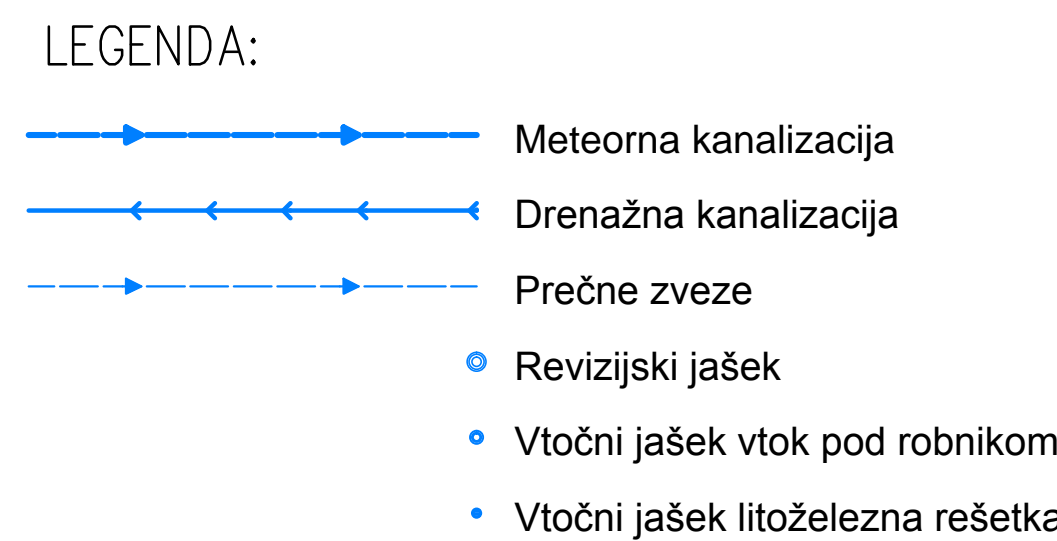 LEGENDA:
Meteorna kanalizacija
Drenažna kanalizacija
Prečne zveze
Revizijski jašek
Vtočni jašek vtok pod robnikom
Vtočni jašek litoželezna rešetka